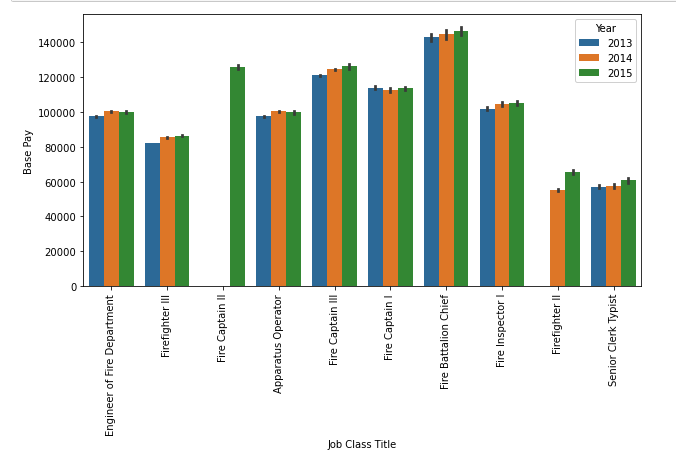 Year
2013
2014
2015
140000
120000
100000
80000
60000
40000
20000
0
Base Pay
Engineer of Fire Department
Firefighter III
Fire Captain II
Apparatus Operator
Fire Captain III
Fire Captain I
Fire Battalion Chief
Fire Inspector I
Firefighter II
Senior Clerk Typist
Job Class Title